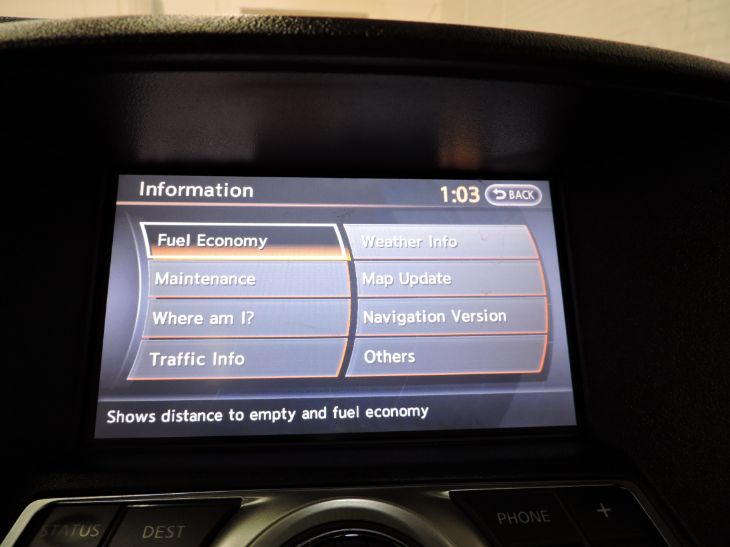 Information 1:03 BACK
Fuel Economy Weather Info
Maintenance Map Update
Where am I? Navigation Version
Traffic Info Others
Shows distance to empty and fuel economy
STATUS DEST PHONE +